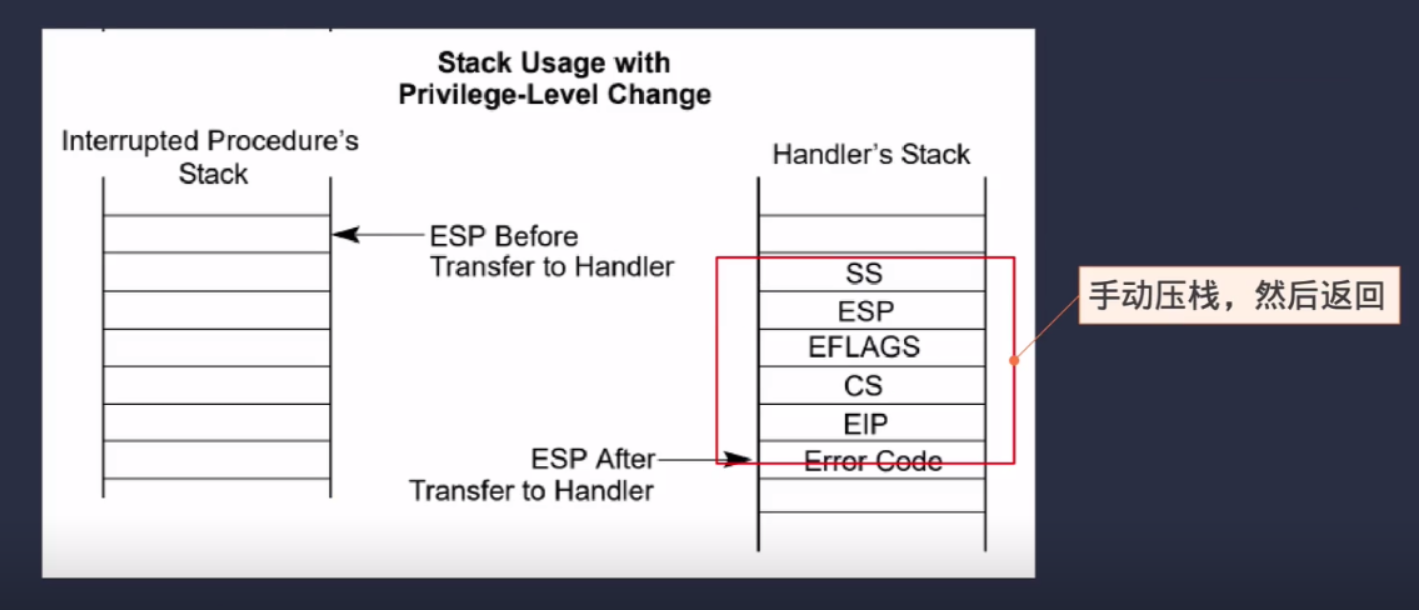 Stack Usage with
Privilege-Level Change
Interrupted Procedure's
Stack
Handler's Stack
ESP Before
Transfer to Handler
SS
ESP
EFLAGS
CS
EIP
Error Code
ESP After
Transfer to Handler
手动压栈，然后返回